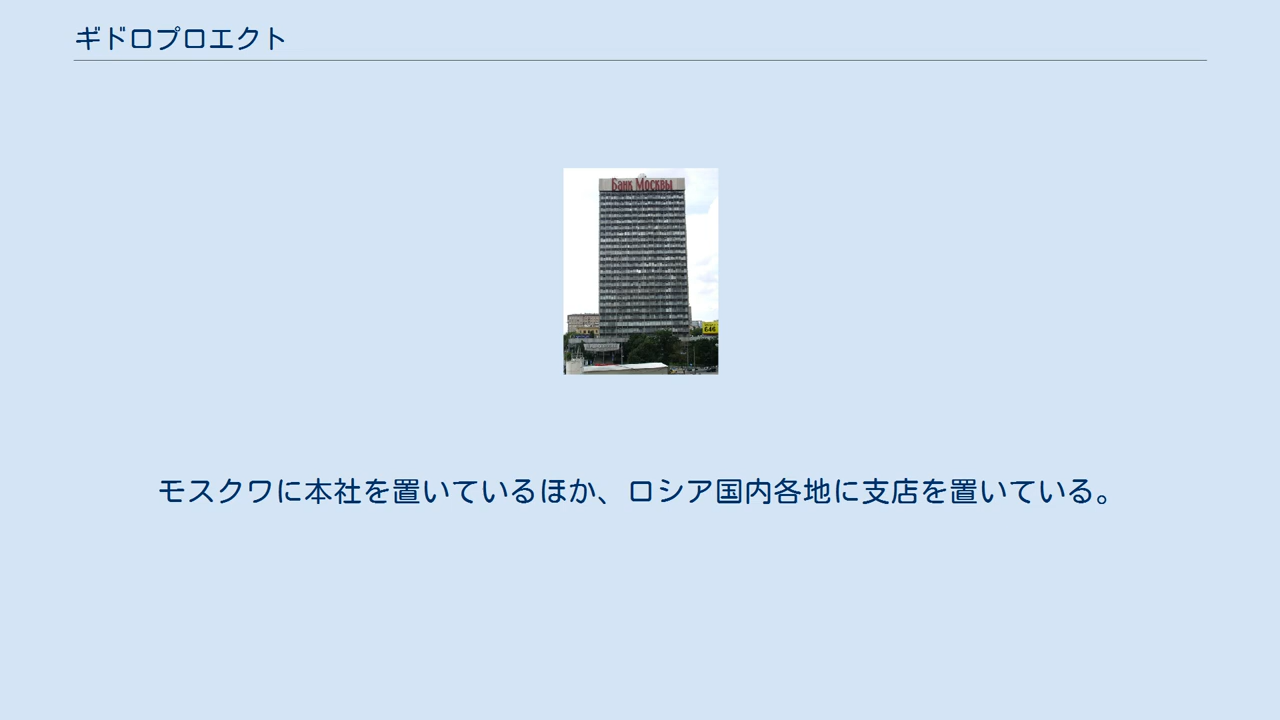 ギドロプロエクト
Банк Москвы
モスクワに本社を置いているほか、ロシア国内各地に支店を置いている。